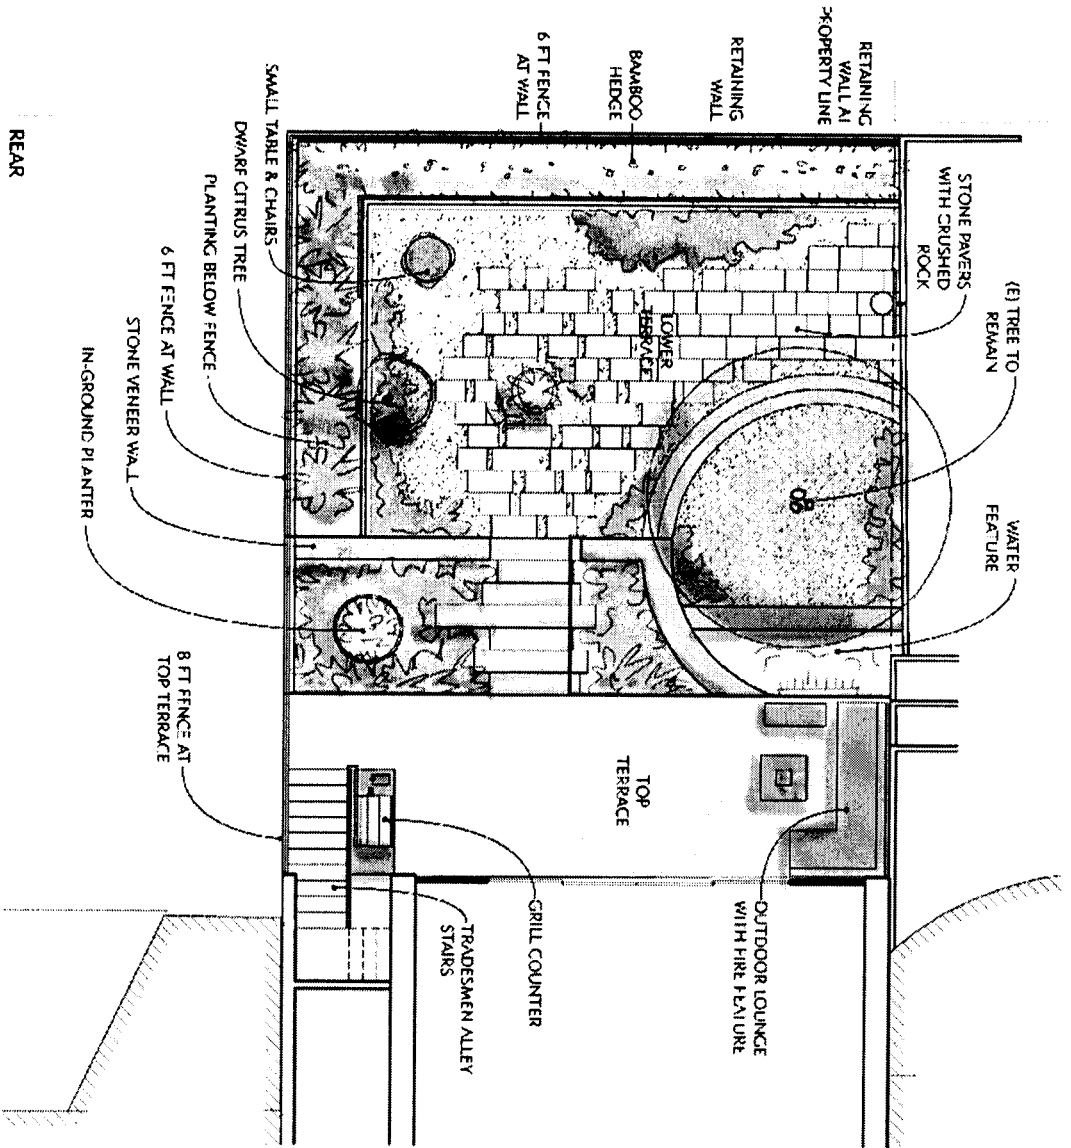 RETAINING
WALL AT
PROPERTY LINE
RETAINING
WALL
BAMBOO
HEDGE
6 FT FENCE
AT WALL
SMALL TABLE & CHAIRS
DWARF CITRUS TREE
PLANTING BELOW FENCE
6 FT FENCE AT WALL
STONE VENEER WALL
IN-GROUND PLANTER
8 FT FENCE AT
TOP TERRACE
STONE PAVERS
WITH CRUSHED
ROCK
(E) TREE TO
REMAIN
WATER
FEATURE
LOWER
TERRACE
TOP
TERRACE
OUTDOOR LOUNGE
WITH FIRE FEATURE
GRILL COUNTER
TRADESMEN ALLEY
STAIRS
REAR